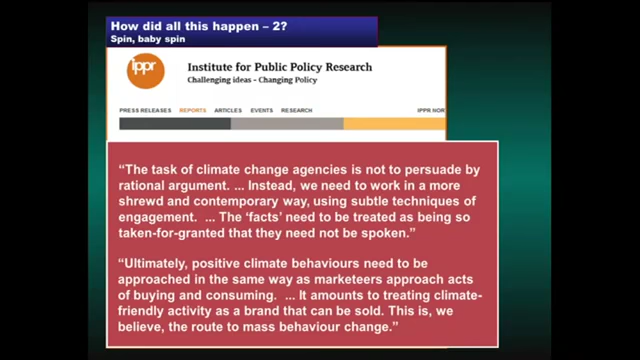 How did all this happen – 2?
Spin, baby spin
ippr
Institute for Public Policy Research
Challenging ideas - Changing Policy
PRESS RELEASES REPORTS ARTICLES EVENTS RESEARCH IPPR NOR
“The task of climate change agencies is not to persuade by
rational argument. ... Instead, we need to work in a more
shrewd and contemporary way, using subtle techniques of
engagement. ... The ‘facts’ need to be treated as being so
taken-for-granted that they need not be spoken.”
“Ultimately, positive climate behaviours need to be
approached in the same way as marketeers approach acts
of buying and consuming. ... It amounts to treating climate-
friendly activity as a brand that can be sold. This is, we
believe, the route to mass behaviour change.”